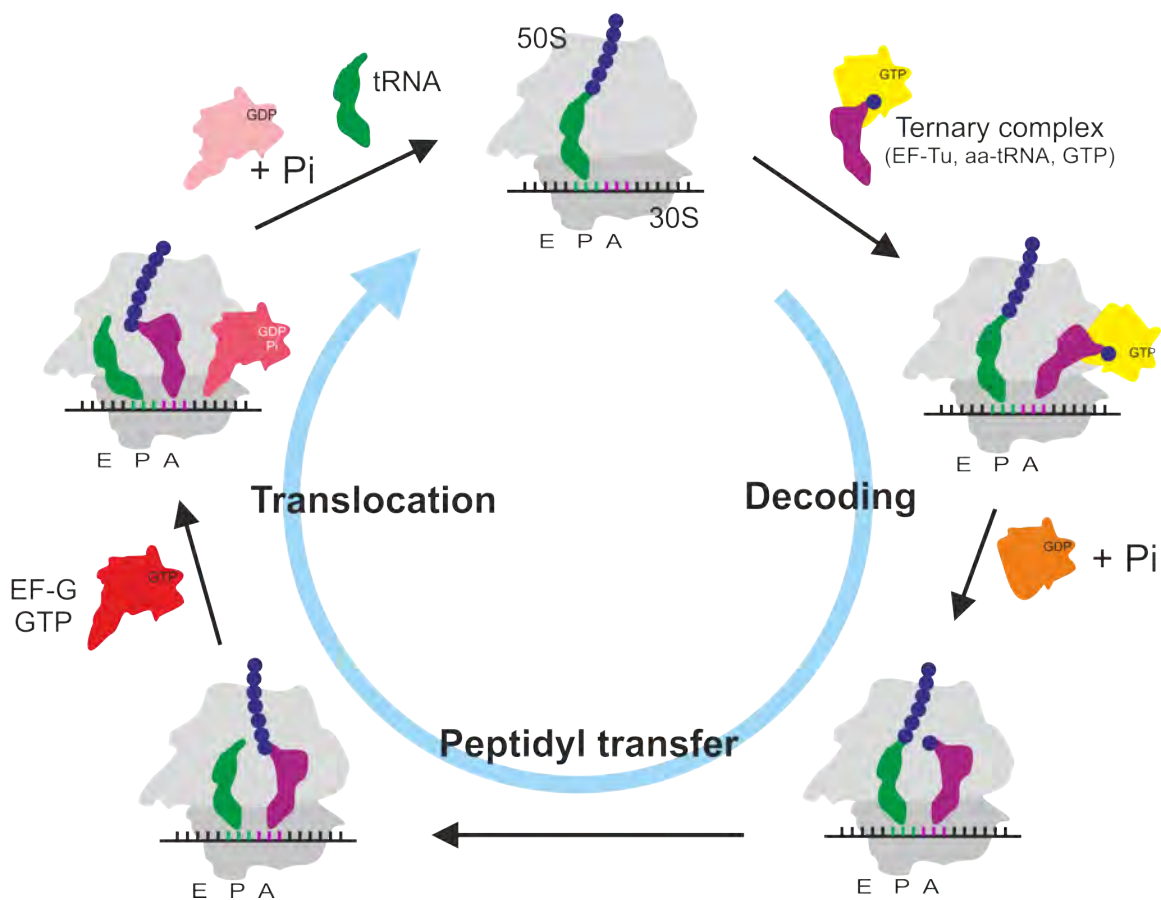 50S
GDP
+ Pi
tRNA
30S
E P A
GTP
Ternary complex
(EF-Tu, aa-tRNA, GTP)
GTP
E P A
Decoding
GDP
+ Pi
E P A
Peptidyl transfer
E P A
EF-G
GTP
GTP
Translocation
GDP
Pi
E P A